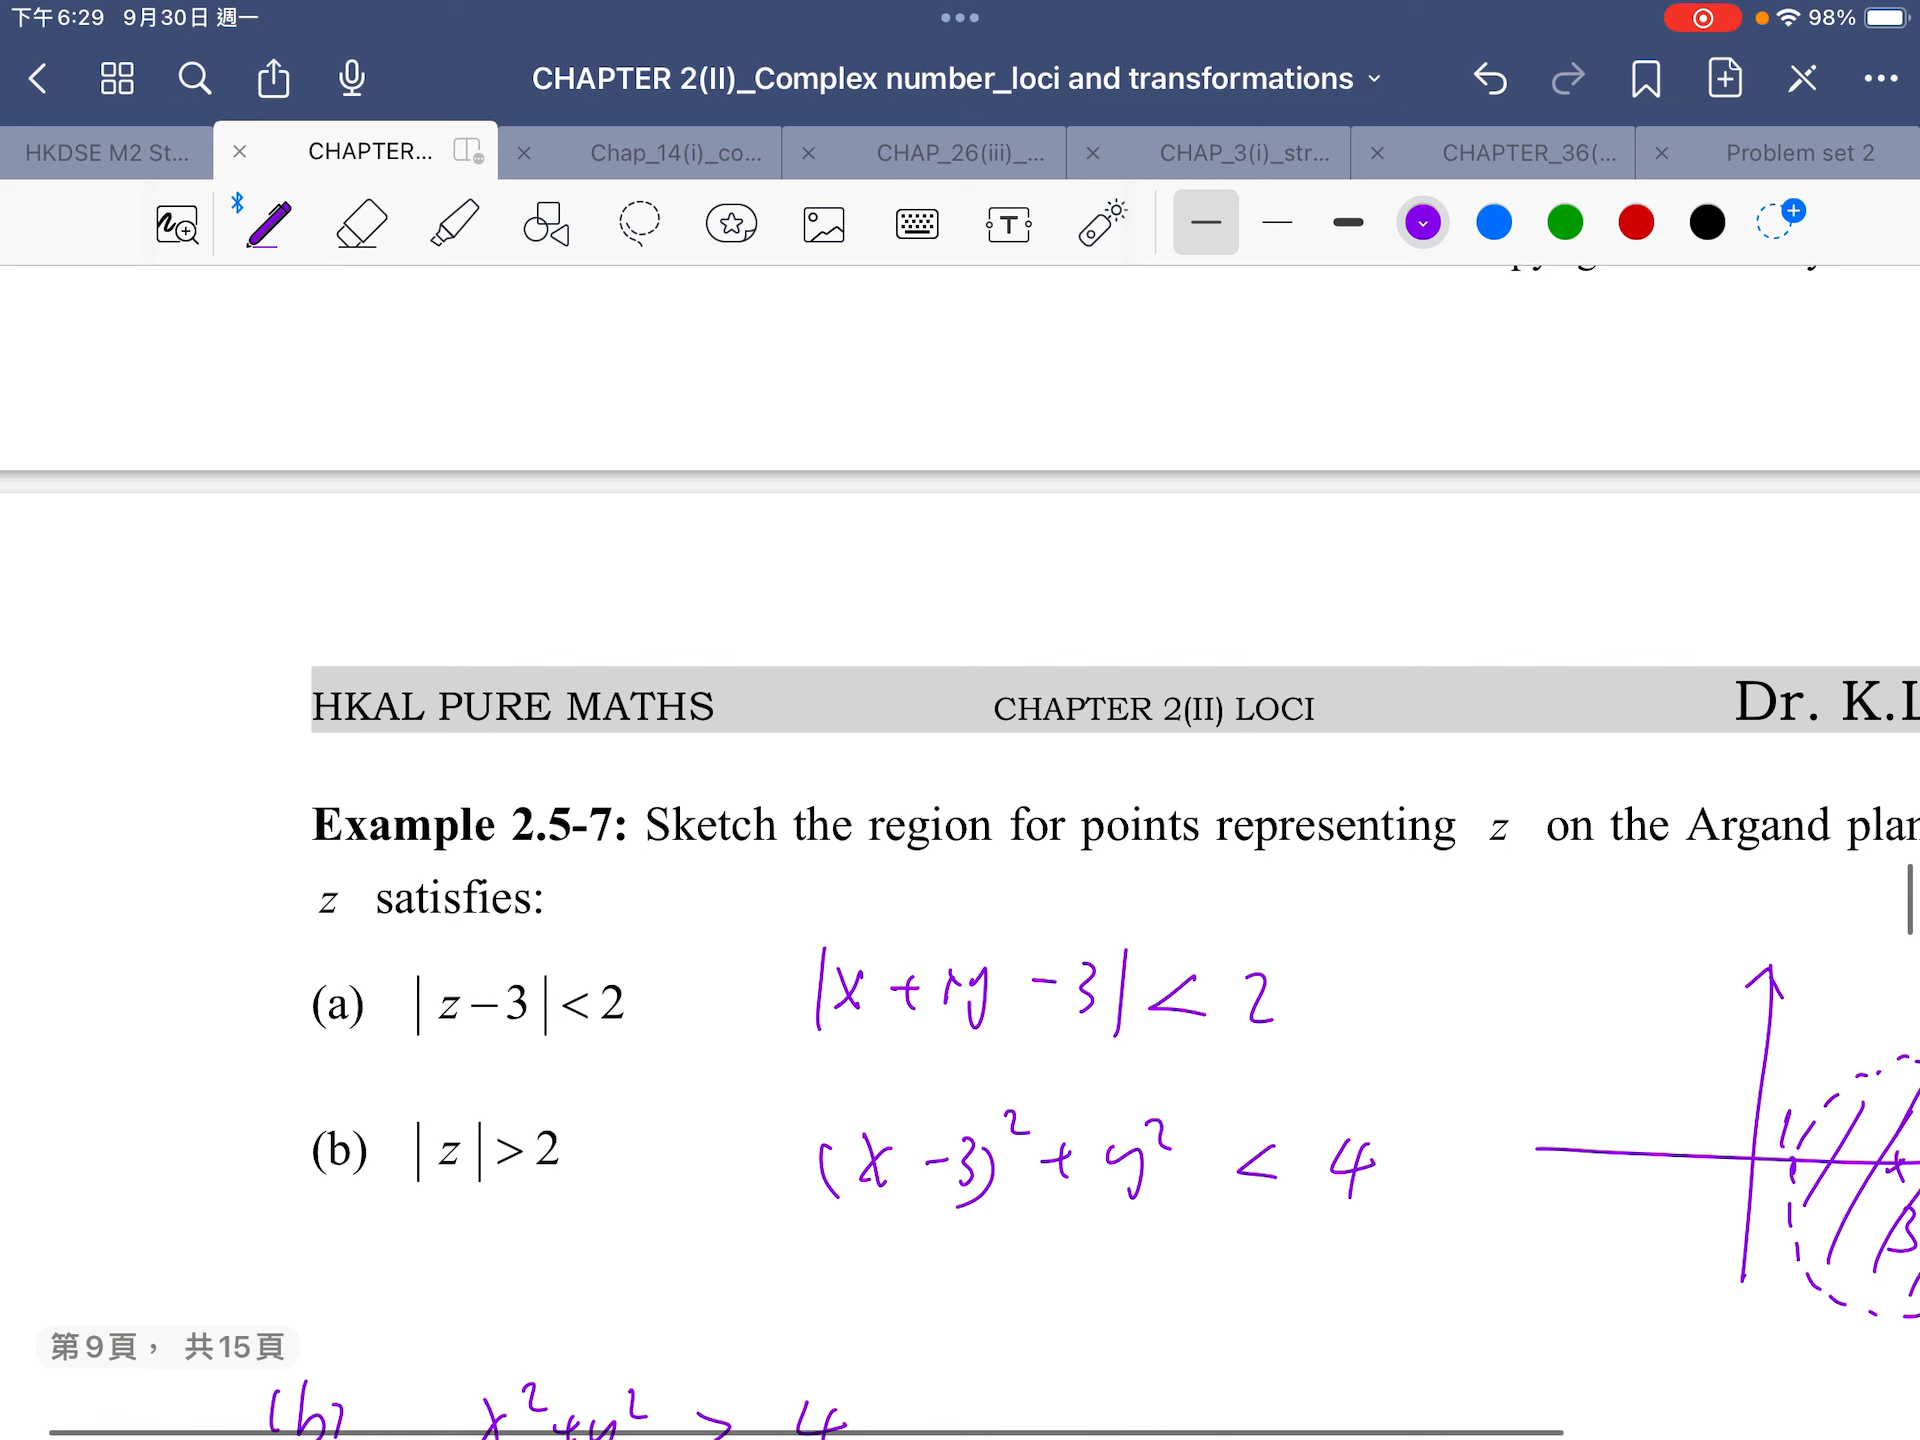 下午6:29 9月30日 週一
98%
CHAPTER 2(II)_Complex number_loci and transformations
HKDSE M2 St...
CHAPTER...
Chap_14(i)_co...
CHAP_26(iii)_...
CHAP_3(i)_str...
CHAPTER_36(...
Problem set 2
HKAL PURE MATHS CHAPTER 2(II) LOCI Dr. K.L
Example 2.5-7: Sketch the region for points representing z on the Argand plan
z satisfies:
(a) |z−3|<2 |x+iy-3|<2
(b) |z|>2 (x-3)²+y² < 4
3
第9頁， 共15頁
(b) x²+y² > 4